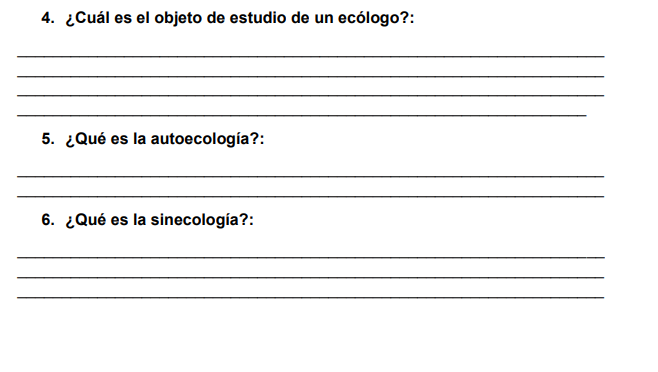 4. ¿Cuál es el objeto de estudio de un ecólogo?:
5. ¿Qué es la autoecología?:
6. ¿Qué es la sinecología?: